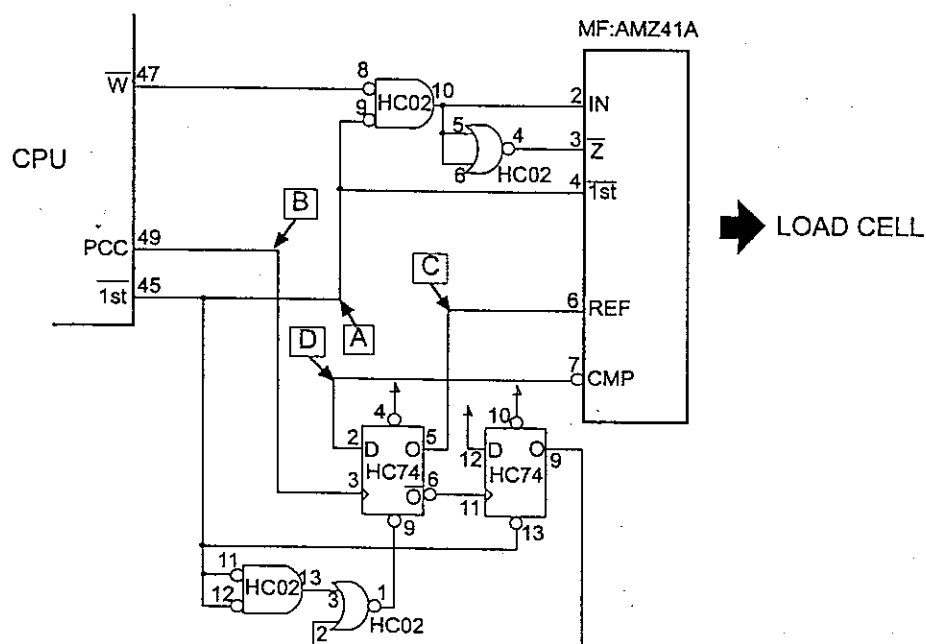 MF:AMZ41A
W 47
8
HC02
10
2 IN
9
5
4
3 Z
6
HC02
4 1st
CPU
B
LOAD CELL
PCC 49
C
1st 45
6 REF
A
D
7 CMP
4
10
2 D O 5
12 D O 9
HC74
HC74
3
O 6
11
9
13
11
HC02
13
3
1
12
HC02
2